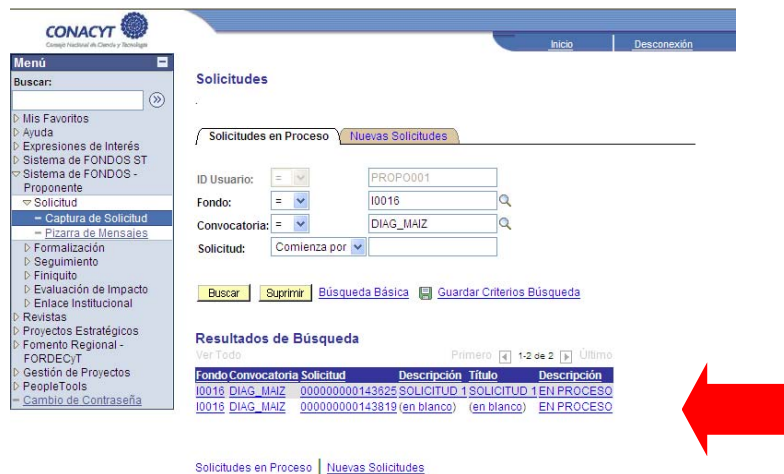 CONACYT
Consejo Nacional de Ciencia y Tecnología
Inicio Desconexión
Menú
Buscar:
Mis Favoritos
Ayuda
Expresiones de Interés
Sistema de FONDOS ST
Sistema de FONDOS -
Proponente
Solicitud
Captura de Solicitud
Pizarra de Mensajes
Formalización
Seguimiento
Finiquito
Evaluación de Impacto
Enlace Institucional
Revistas
Proyectos Estratégicos
Fomento Regional -
FORDECyT
Gestión de Proyectos
PeopleTools
Cambio de Contraseña
Solicitudes
Solicitudes en Proceso Nuevas Solicitudes
ID Usuario: = PROPO001
Fondo: = I0016
Convocatoria: = DIAG_MAIZ
Solicitud: Comienza por
Buscar Suprimir Búsqueda Básica Guardar Criterios Búsqueda
Resultados de Búsqueda
Ver Todo Primero 1-2 de 2 Último
Fondo Convocatoria Solicitud Descripción Título Descripción
I0016 DIAG_MAIZ 000000000143625 SOLICITUD 1 SOLICITUD 1 EN PROCESO
I0016 DIAG_MAIZ 000000000143819 (en blanco) (en blanco) EN PROCESO
Solicitudes en Proceso | Nuevas Solicitudes